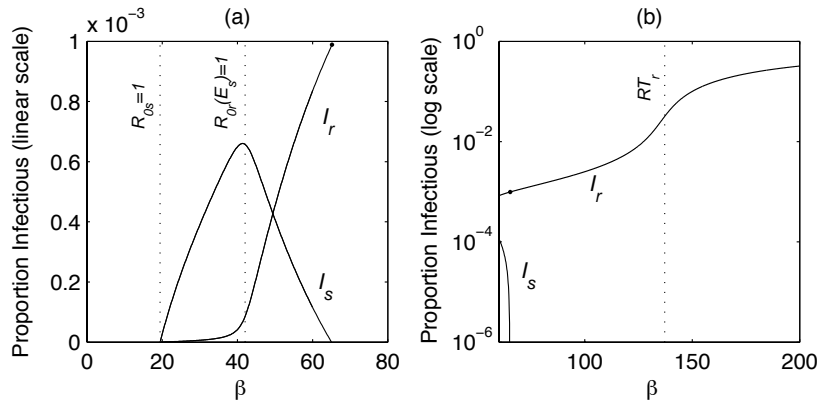 (a)
x 10⁻³
1
0.8
0.6
0.4
0.2
0
0 20 40 60 80
β
Proportion Infectious (linear scale)
R₀ₛ=1
R₀ᵣ(Eₛ)=1
Iᵣ
Iₛ
(b)
10⁰
10⁻²
10⁻⁴
10⁻⁶
100 150 200
β
Proportion Infectious (log scale)
RTᵣ
Iᵣ
Iₛ